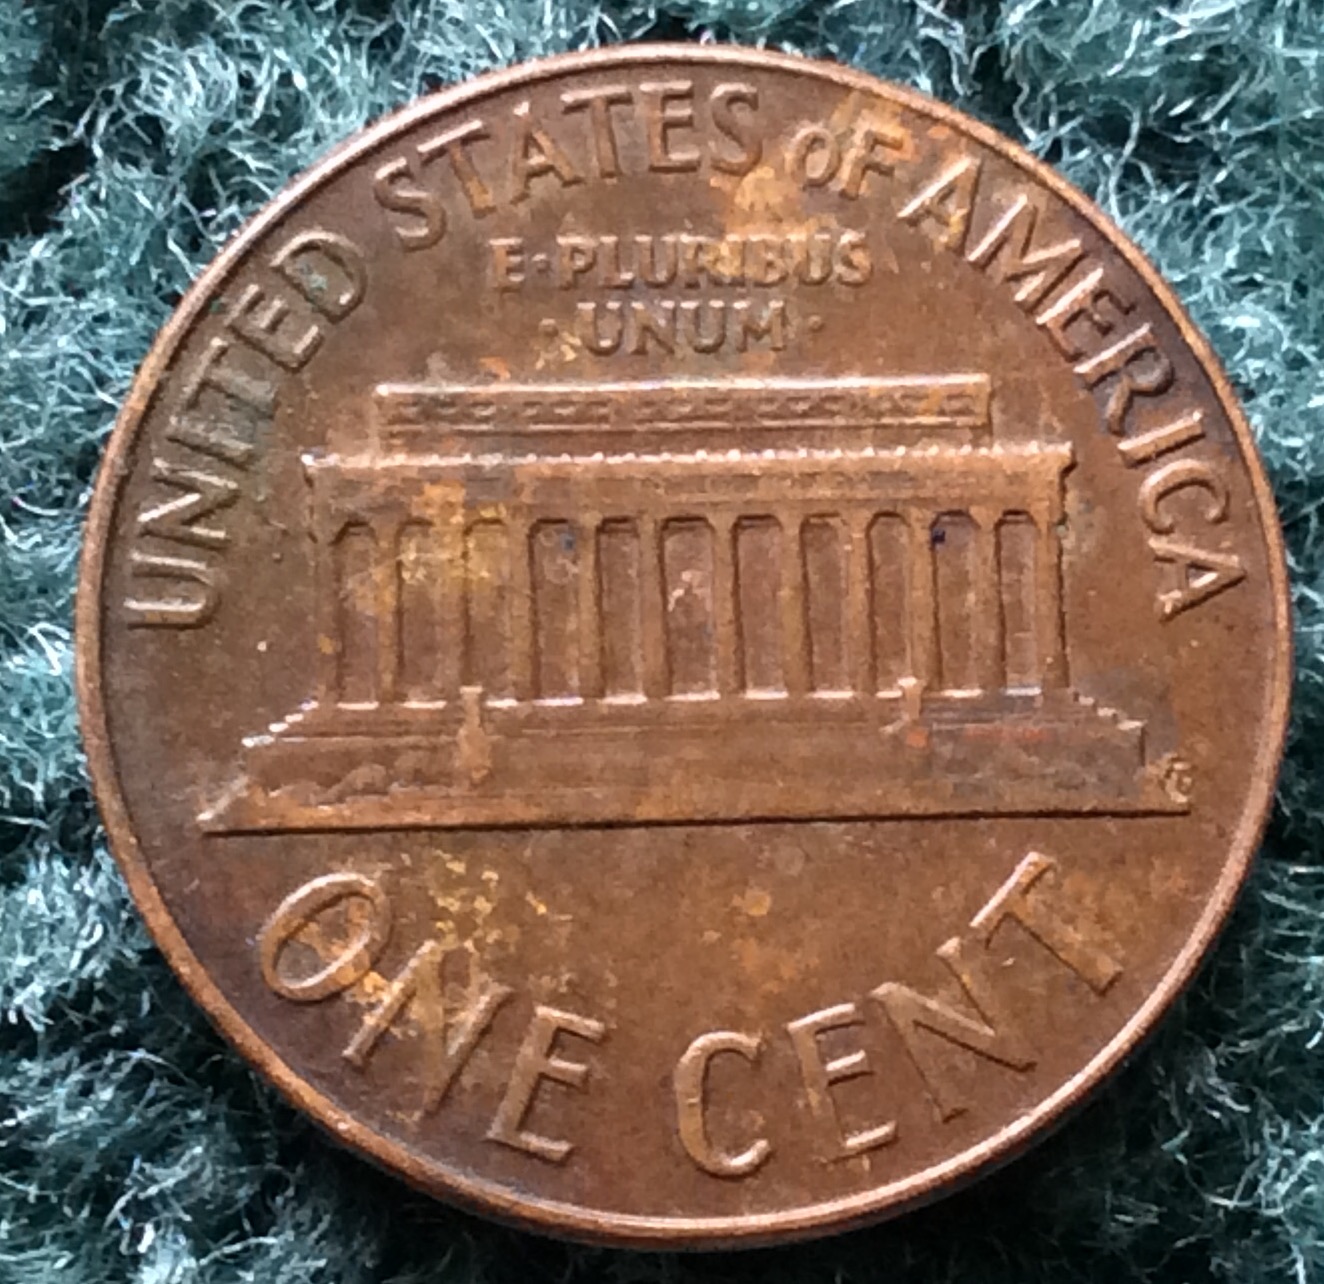 UNITED STATES OF AMERICA
E·PLURIBUS
·UNUM·
ONE CENT